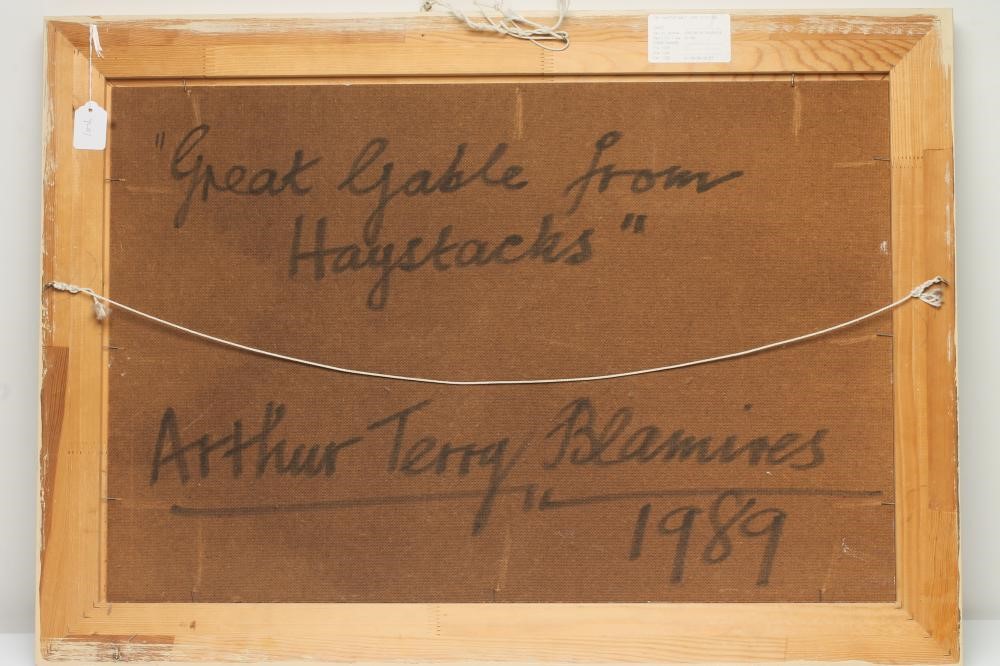 "Great Gable from
Haystacks"
Arthur Terry Blamires
1989